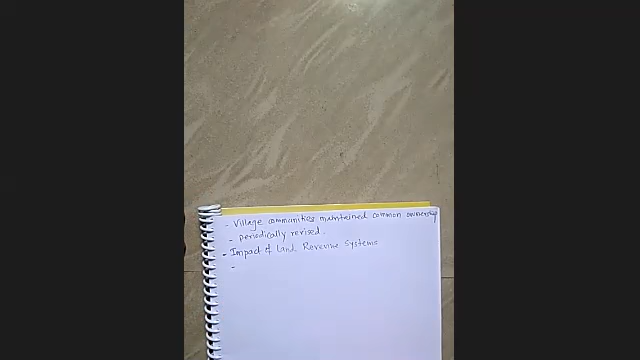 - Village communities maintained common ownership
- periodically revised.
- Impact of Land Revenue Systems
-